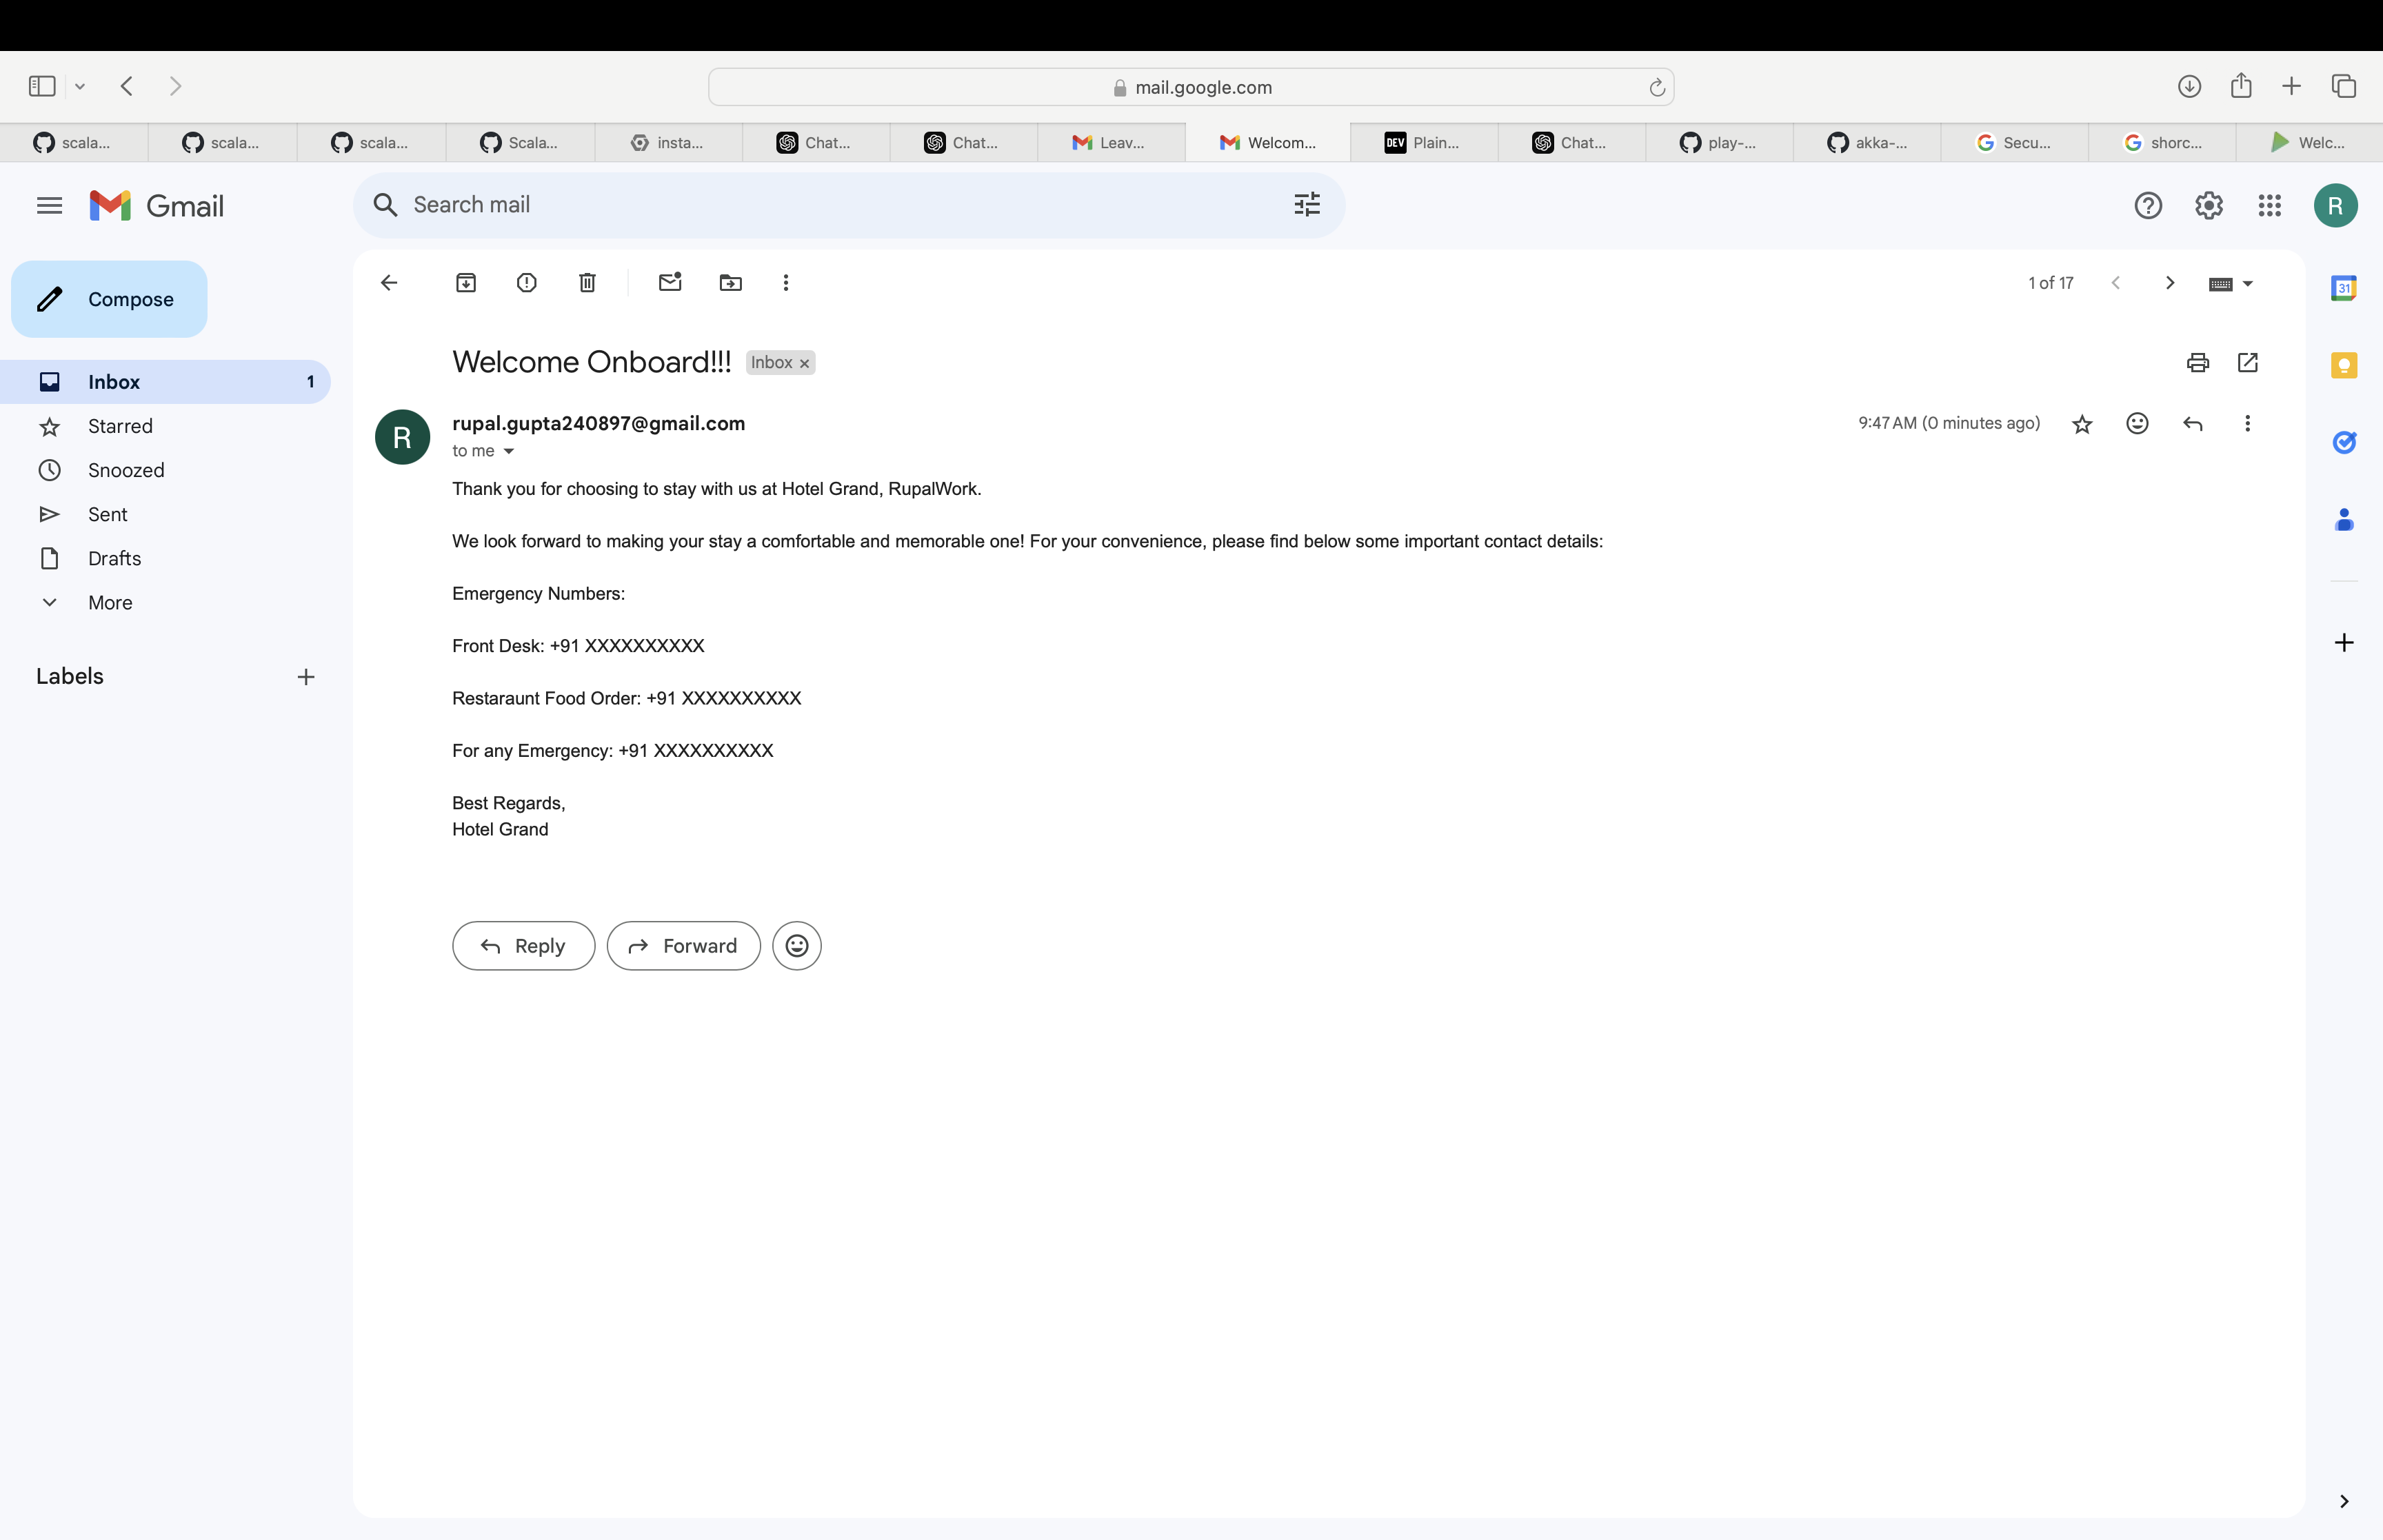 mail.google.com
scala...
scala...
scala...
Scala...
insta...
Chat...
Chat...
Leav...
Welcom...
DEV Plain...
Chat...
play-...
akka-...
Secu...
shorc...
Welc...
Gmail
Search mail
R
Compose
Inbox 1
Starred
Snoozed
Sent
Drafts
More
Labels
1 of 17
31
Welcome Onboard!!! Inbox
R
rupal.gupta240897@gmail.com
9:47 AM (0 minutes ago)
to me
Thank you for choosing to stay with us at Hotel Grand, RupalWork.
We look forward to making your stay a comfortable and memorable one! For your convenience, please find below some important contact details:
Emergency Numbers:
Front Desk: +91 XXXXXXXXXX
Restaraunt Food Order: +91 XXXXXXXXXX
For any Emergency: +91 XXXXXXXXXX
Best Regards,
Hotel Grand
Reply
Forward